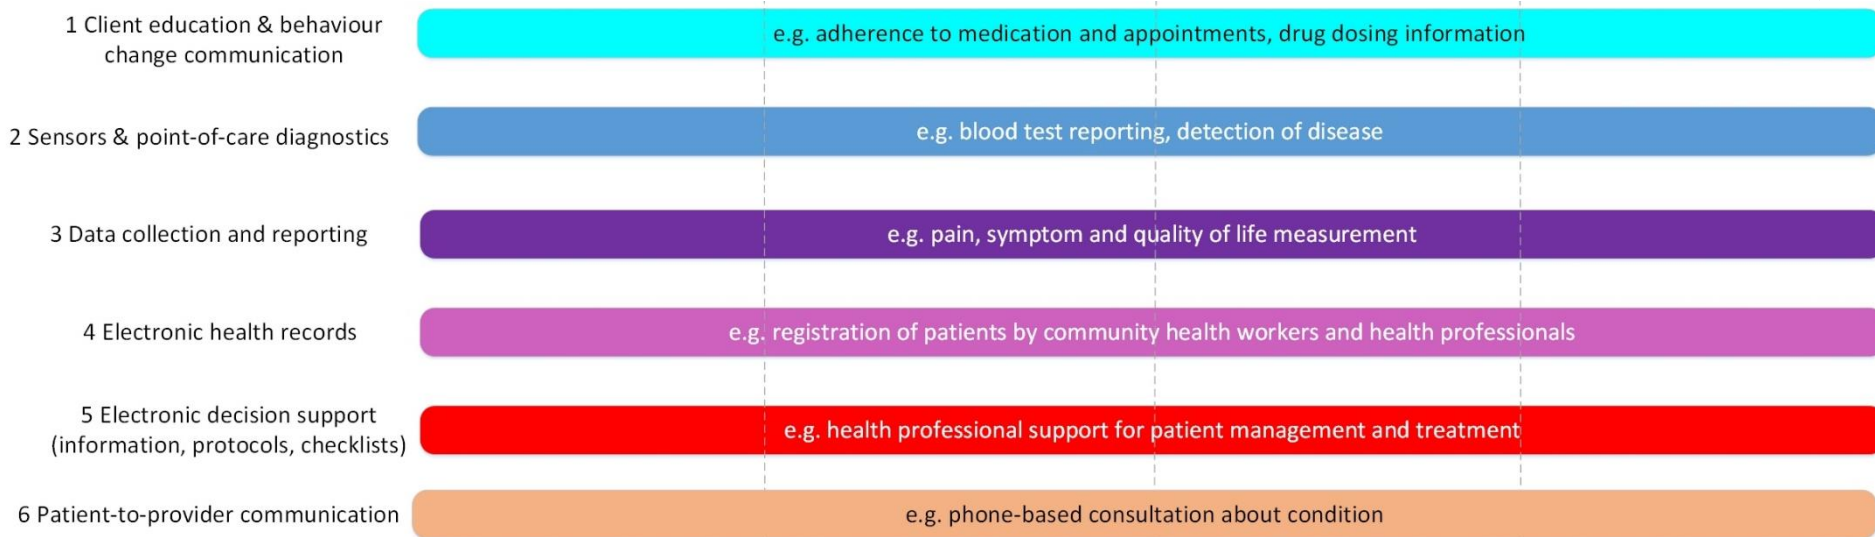 1 Client education & behaviour
change communication
e.g. adherence to medication and appointments, drug dosing information
2 Sensors & point-of-care diagnostics
e.g. blood test reporting, detection of disease
3 Data collection and reporting
e.g. pain, symptom and quality of life measurement
4 Electronic health records
e.g. registration of patients by community health workers and health professionals
5 Electronic decision support
(information, protocols, checklists)
e.g. health professional support for patient management and treatment
6 Patient-to-provider communication
e.g. phone-based consultation about condition